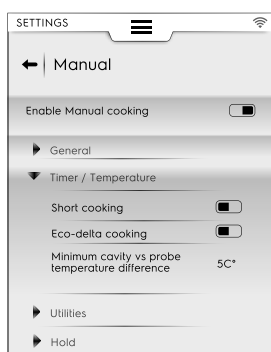 SETTINGS
Manual
Enable Manual cooking
General
Timer / Temperature
Short cooking
Eco-delta cooking
Minimum cavity vs probe
temperature difference
5C°
Utilities
Hold